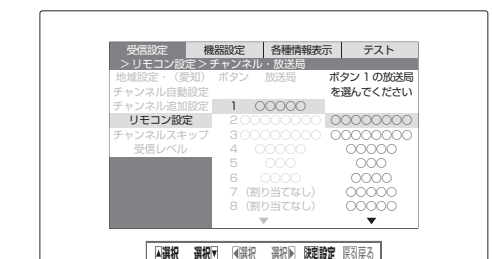 受信設定 機器設定 各種情報表示 テスト
＞リモコン設定＞チャンネル・放送局
地域設定・（愛知） ボタン 放送局 ボタン 1 の放送局
チャンネル自動設定 を選んでください
チャンネル追加設定 1 ○○○○○
リモコン設定 2 ○○○○○○○○ ○○○○○○○○
チャンネルスキップ 3 ○○○○○○○○ ○○○○○○○○
受信レベル 4 ○○○○○ ○○○○○
5 ○○○ ○○○
6 ○○○○ ○○○○
7 （割り当てなし） ○○○○○
8 （割り当てなし） ○○○○○
▼ ▼
▲選択 選択▼ ◀選択 選択▶ 決定 設定 戻る 戻る